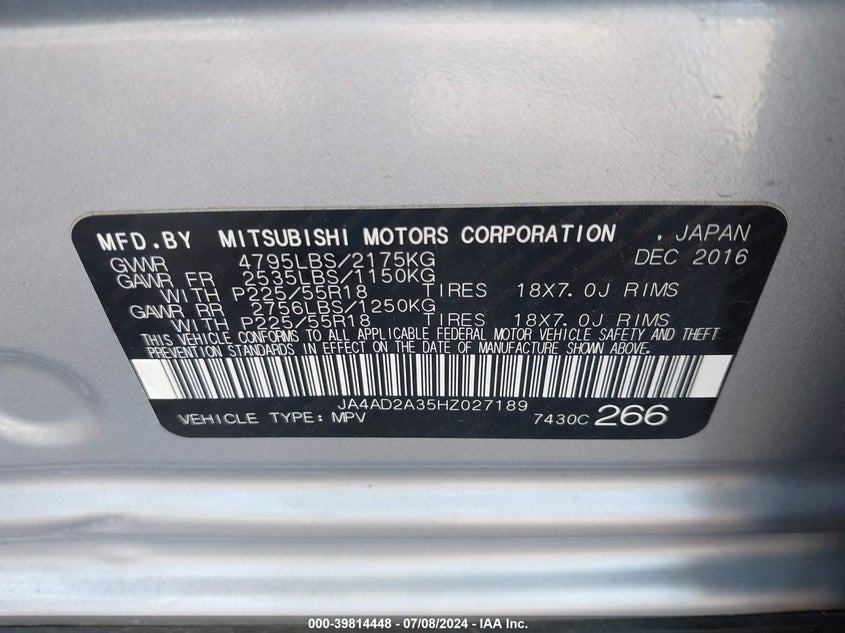 MFD.BY MITSUBISHI MOTORS CORPORATION , JAPAN
GVWR 4795LBS/2175KG DEC 2016
GAWR FR 2535LBS/1150KG
WITH P225/55R18 TIRES 18X7.0J RIMS
GAWR RR 2756LBS/1250KG
WITH P225/55R18 TIRES 18X7.0J RIMS
THIS VEHICLE CONFORMS TO ALL APPLICABLE FEDERAL MOTOR VEHICLE SAFETY AND THEFT
PREVENTION STANDARDS IN EFFECT ON THE DATE OF MANUFACTURE SHOWN ABOVE.
JA4AD2A35HZ027189
VEHICLE TYPE: MPV 7430C 266
000-39814448 - 07/08/2024 - IAA Inc.